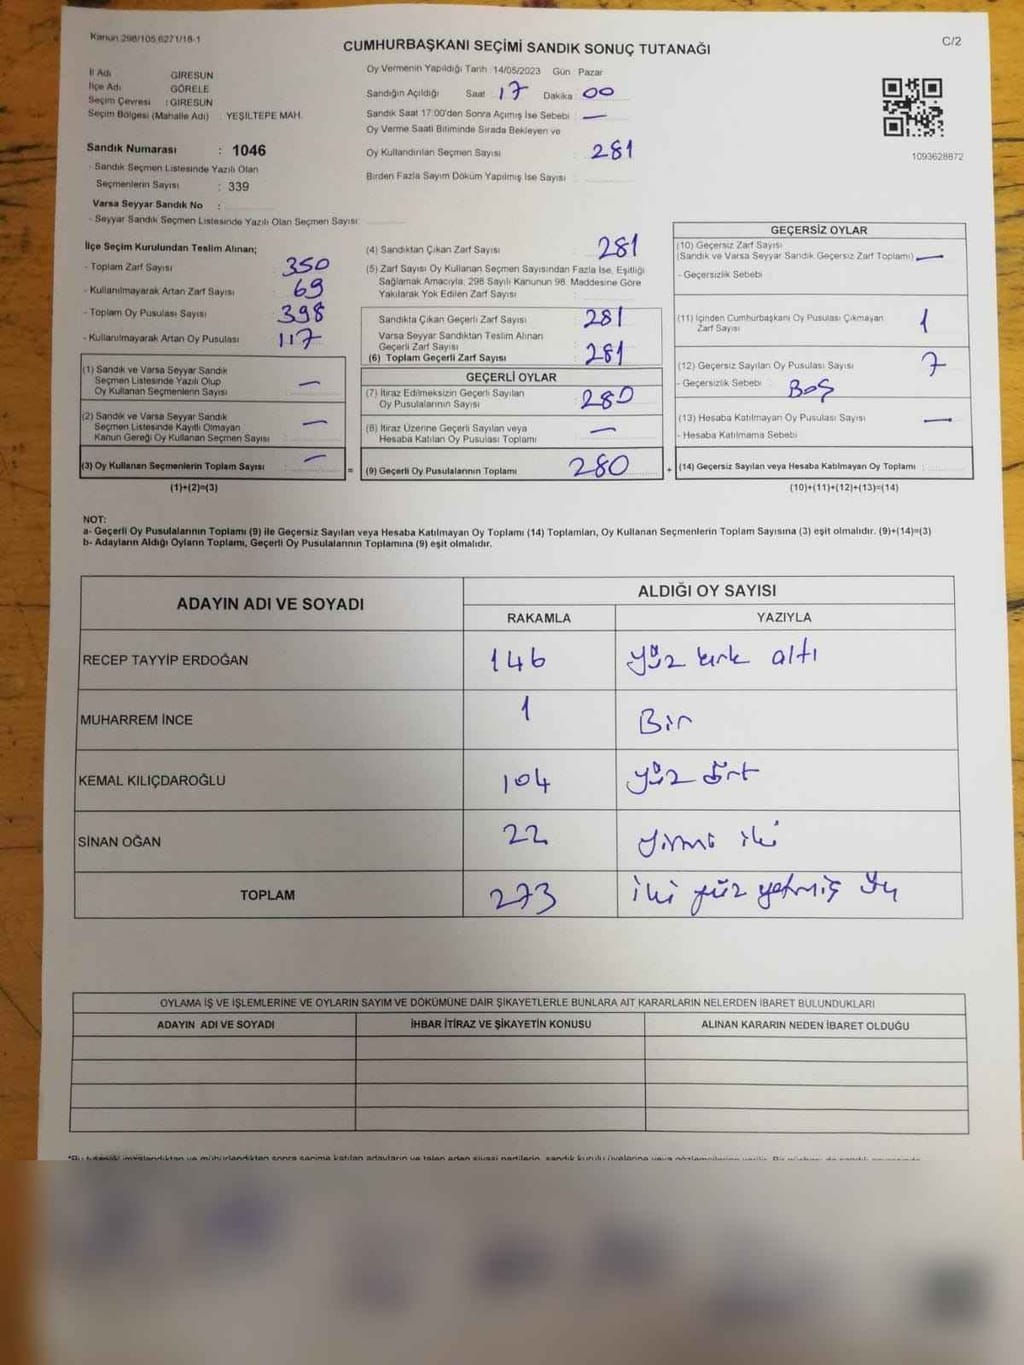 Kanun 298/105,6271/18-1
C/2
CUMHURBAŞKANI SEÇİMİ SANDIK SONUÇ TUTANAĞI
İl Adı GİRESUN
İlçe Adı GÖRELE
Seçim Çevresi : GİRESUN
Seçim Bölgesi (Mahalle Adı) YEŞİLTEPE MAH.
Sandık Numarası : 1046
- Sandık Seçmen Listesinde Yazılı Olan
Seçmenlerin Sayısı : 339
Varsa Seyyar Sandık No :
- Seyyar Sandık Seçmen Listesinde Yazılı Olan Seçmen Sayısı
Oy Vermenin Yapıldığı Tarih :14/05/2023 Gün Pazar
Sandığın Açıldığı Saat 17 Dakika 00
Sandık Saat 17:00'den Sonra Açımış İse Sebebi : —
Oy Verme Saati Bitiminde Sırada Bekleyen ve
Oy Kullandırılan Seçmen Sayısı 281
Birden Fazla Sayım Döküm Yapılmış İse Sayısı
1093628872
İlçe Seçim Kurulundan Teslim Alınan;
- Toplam Zarf Sayısı 350
- Kullanılmayarak Artan Zarf Sayısı 69
- Toplam Oy Pusulası Sayısı 398
- Kullanılmayarak Artan Oy Pusulası 117
(1) Sandık ve Varsa Seyyar Sandık
Seçmen Listesinde Yazılı Olup
Oy Kullanan Seçmenlerin Sayısı —
(2) Sandık ve Varsa Seyyar Sandık
Seçmen Listesinde Kayıtlı Olmayan
Kanun Gereği Oy Kullanan Seçmen Sayısı —
(3) Oy Kullanan Seçmenlerin Toplam Sayısı — =
(1)+(2)=(3)
(4) Sandıktan Çıkan Zarf Sayısı 281
(5) Zarf Sayısı Oy Kullanan Seçmen Sayısından Fazla İse, Eşitliği
Sağlamak Amacıyla, 298 Sayılı Kanunun 98. Maddesine Göre
Yakılarak Yok Edilen Zarf Sayısı
Sandıkta Çıkan Geçerli Zarf Sayısı 281
Varsa Seyyar Sandıktan Teslim Alınan
Geçerli Zarf Sayısı
(6) Toplam Geçerli Zarf Sayısı 281
GEÇERLİ OYLAR
(7) İtiraz Edilmeksizin Geçerli Sayılan
Oy Pusulalarının Sayısı 280
(8) İtiraz Üzerine Geçerli Sayılan veya
Hesaba Katılan Oy Pusulası Toplamı —
(9) Geçerli Oy Pusulalarının Toplamı 280 +
GEÇERSİZ OYLAR
(10) Geçersiz Zarf Sayısı
(Sandık ve Varsa Seyyar Sandık Geçersiz Zarf Toplamı) —
- Geçersizlik Sebebi
(11) İçinden Cumhurbaşkanı Oy Pusulası Çıkmayan
Zarf Sayısı 1
(12) Geçersiz Sayılan Oy Pusulası Sayısı 7
- Geçersizlik Sebebi : BOŞ
(13) Hesaba Katılmayan Oy Pusulası Sayısı —
- Hesaba Katılmama Sebebi
(14) Geçersiz Sayılan veya Hesaba Katılmayan Oy Toplamı
(10)+(11)+(12)+(13)=(14)
NOT:
a- Geçerli Oy Pusulalarının Toplamı (9) ile Geçersiz Sayılan veya Hesaba Katılmayan Oy Toplamı (14) Toplamları, Oy Kullanan Seçmenlerin Toplam Sayısına (3) eşit olmalıdır. (9)+(14)=(3)
b- Adayların Aldığı Oyların Toplamı, Geçerli Oy Pusulalarının Toplamına (9) eşit olmalıdır.
ADAYIN ADI VE SOYADI ALDIĞI OY SAYISI
RAKAMLA YAZIYLA
RECEP TAYYİP ERDOĞAN 146 yüz kırk altı
MUHARREM İNCE 1 Bir
KEMAL KILIÇDAROĞLU 104 yüz dört
SİNAN OĞAN 22 yirmi iki
TOPLAM 273 iki yüz yetmiş üç
OYLAMA İŞ VE İŞLEMLERİNE VE OYLARIN SAYIM VE DÖKÜMÜNE DAİR ŞİKAYETLERLE BUNLARA AİT KARARLARIN NELERDEN İBARET BULUNDUKLARI
ADAYIN ADI VE SOYADI İHBAR İTİRAZ VE ŞİKAYETİN KONUSU ALINAN KARARIN NEDEN İBARET OLDUĞU